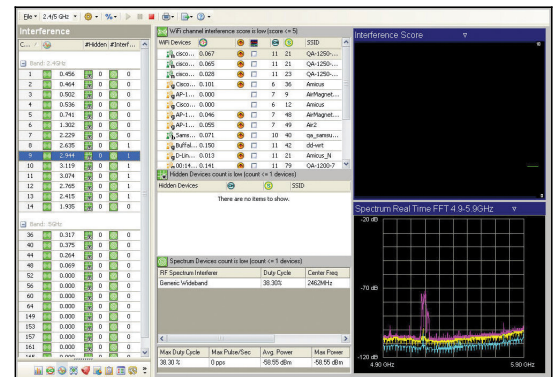 File 2.4/5 GHz
Interference
C... #Hidden #Interf...
Band: 2.4GHz
1 0.456 0 0
2 0.464 0 0
3 0.502 0 0
4 0.536 0 0
5 0.741 0 0
6 1.302 0 0
7 2.229 0 0
8 2.635 0 1
9 2.944 0 1
10 3.119 0 1
11 3.074 0 1
12 2.765 0 1
13 2.415 0 1
14 1.935 0 0
Band: 5GHz
36 0.317 0 0
40 0.375 0 0
44 0.264 0 0
48 0.069 0 0
52 0.000 0 0
56 0.000 0 0
60 0.000 0 0
64 0.000 0 0
149 0.000 0 0
153 0.000 0 0
157 0.000 0 0
161 0.000 0 0
WiFi channel interference score is low (score <= 5)
WiFi Devices SSID
cisco... 0.067 11 21 QA-1250-...
cisco... 0.065 11 21 QA-1250-...
cisco... 0.028 11 23 QA-1250-...
Cisco... 0.101 6 36 Amicus
AP-1... 0.000 7 9 AirMagnet...
Cisco... 0.000 6 12 Amicus
AP-1... 0.046 7 48 AirMagnet...
AP-1... 0.055 7 49 Air2
Sams... 0.071 10 40 qa_samsu...
Buffal... 0.150 11 42 dd-wrt
D-Lin... 0.013 11 21 Amicus_N
00:14... 0.141 11 79 QA-1200-7
Hidden Devices count is low (count <= 1 devices)
Hidden Devices SSID
There are no items to show.
Spectrum Devices count is low (count <= 1 devices)
RF Spectrum Interferer Duty Cycle Center Freq
Generic Wideband 38.30% 2462MHz
Max Duty Cycle Max Pulse/Sec Avg. Power Max Power
38.30 % 0 pps -58.55 dBm -58.55 dBm
Interference Score
Spectrum Real Time FFT 4.9-5.9GHz
-20 dB
-70 dB
-120 dB
4.90 GHz 5.90 GHz